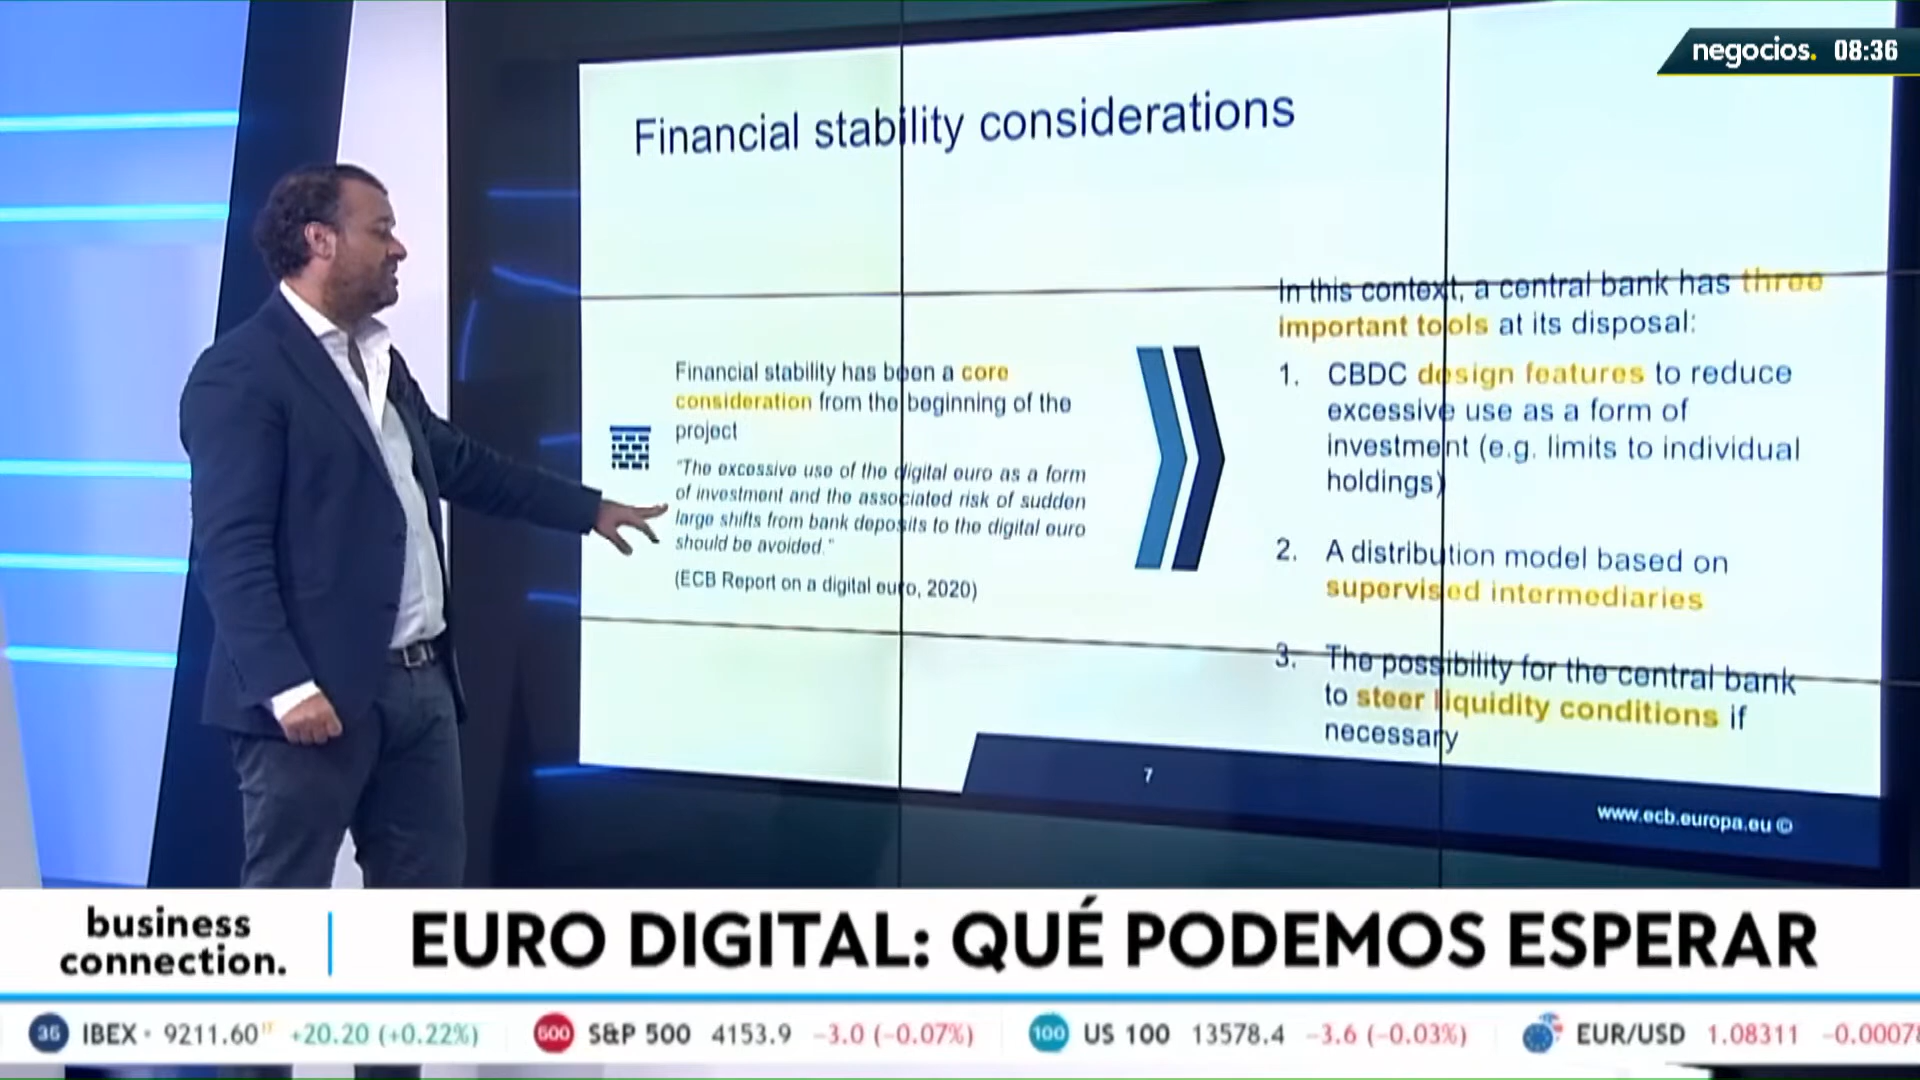 negocios. 08:36
Financial stability considerations
Financial stability has been a core
consideration from the beginning of the
project
"The excessive use of the digital euro as a form
of investment and the associated risk of sudden
large shifts from bank deposits to the digital euro
should be avoided."
(ECB Report on a digital euro, 2020)
In this context, a central bank has three
important tools at its disposal:
1. CBDC design features to reduce
excessive use as a form of
investment (e.g. limits to individual
holdings)
2. A distribution model based on
supervised intermediaries
3. The possibility for the central bank
to steer liquidity conditions if
necessary
7
www.ecb.europa.eu ©
business
connection.
EURO DIGITAL: QUÉ PODEMOS ESPERAR
35 IBEX 9211.60 +20.20 (+0.22%) 500 S&P 500 4153.9 −3.0 (−0.07%) 100 US 100 13578.4 −3.6 (−0.03%) EUR/USD 1.08311 −0.00078